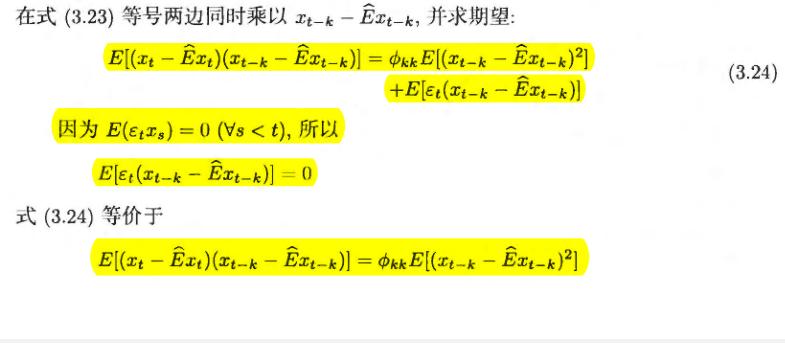 在式 (3.23) 等号两边同时乘以 $x_{t-k} - \widehat{E}x_{t-k}$, 并求期望:
$E[(x_t - \widehat{E}x_t)(x_{t-k} - \widehat{E}x_{t-k})] = \phi_{kk}E[(x_{t-k} - \widehat{E}x_{t-k})^2]$
$+E[\varepsilon_t(x_{t-k} - \widehat{E}x_{t-k})]$
(3.24)
因为 $E(\varepsilon_t x_s) = 0$ $(\forall s < t)$, 所以
$E[\varepsilon_t(x_{t-k} - \widehat{E}x_{t-k})] = 0$
式 (3.24) 等价于
$E[(x_t - \widehat{E}x_t)(x_{t-k} - \widehat{E}x_{t-k})] = \phi_{kk}E[(x_{t-k} - \widehat{E}x_{t-k})^2]$